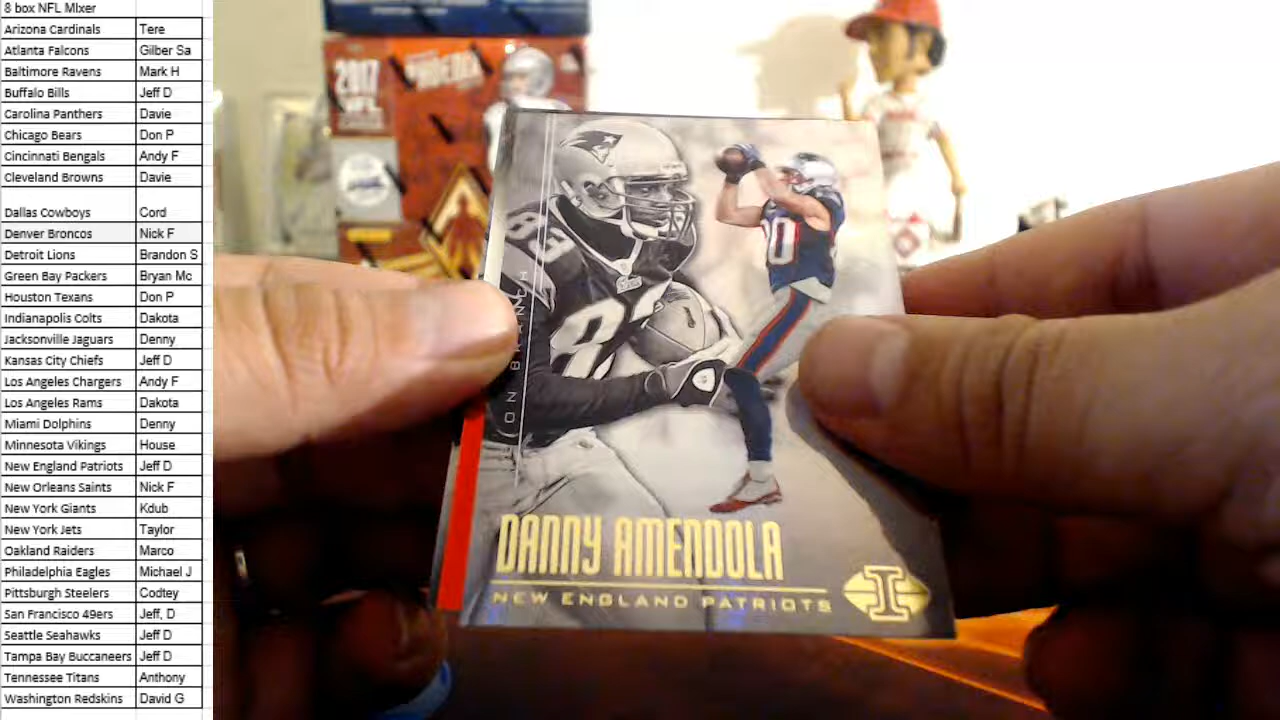 8 box NFL MIxer
Arizona Cardinals Tere
Atlanta Falcons Gilber Sa
Baltimore Ravens Mark H
Buffalo Bills Jeff D
Carolina Panthers Davie
Chicago Bears Don P
Cincinnati Bengals Andy F
Cleveland Browns Davie
Dallas Cowboys Cord
Denver Broncos Nick F
Detroit Lions Brandon S
Green Bay Packers Bryan Mc
Houston Texans Don P
Indianapolis Colts Dakota
Jacksonville Jaguars Denny
Kansas City Chiefs Jeff D
Los Angeles Chargers Andy F
Los Angeles Rams Dakota
Miami Dolphins Denny
Minnesota Vikings House
New England Patriots Jeff D
New Orleans Saints Nick F
New York Giants Kdub
New York Jets Taylor
Oakland Raiders Marco
Philadelphia Eagles Michael J
Pittsburgh Steelers Codtey
San Francisco 49ers Jeff, D
Seattle Seahawks Jeff D
Tampa Bay Buccaneers Jeff D
Tennessee Titans Anthony
Washington Redskins David G
2017
NFL
PHOENIX
83
80
BRANCH
DANNY AMENDOLA
NEW ENGLAND PATRIOTS
I